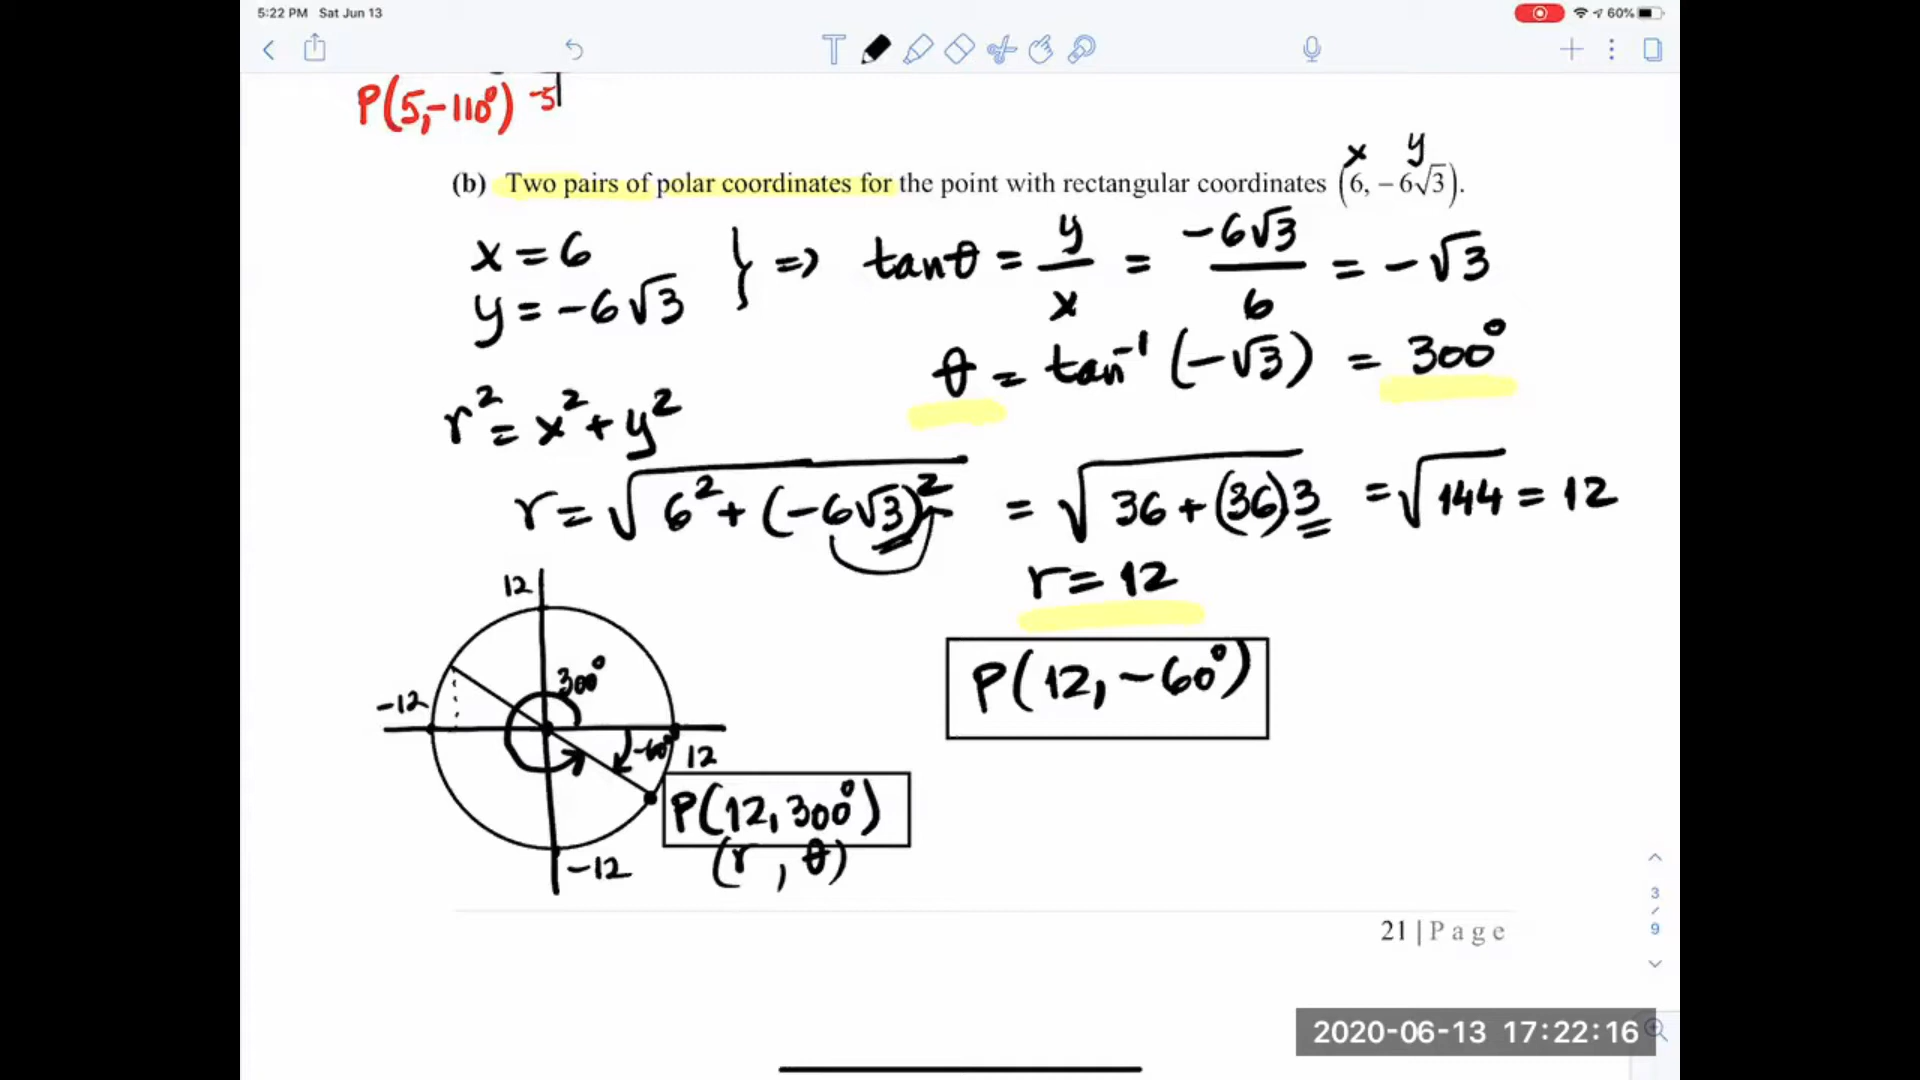 5:22 PM Sat Jun 13
60%
T
P(5,-110°) -5
x y
(b) Two pairs of polar coordinates for the point with rectangular coordinates (6, −6√3).
x = 6
y = -6√3
} => tanθ = y/x = -6√3/6 = -√3
θ = tan⁻¹(-√3) = 300°
r² = x² + y²
r = √6² + (-6√3)² = √36 + (36)3 = √144 = 12
r = 12
12
300°
-12
-60°
12
-12
P(12, -60°)
P(12, 300°)
(r, θ)
21 | Page
3
/
9
2020-06-13 17:22:16